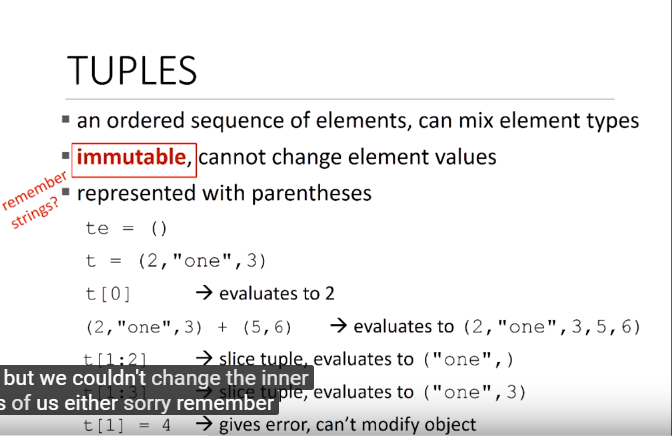 TUPLES
▪ an ordered sequence of elements, can mix element types
▪ immutable, cannot change element values
remember strings?
▪ represented with parentheses
te = ()
t = (2,"one",3)
t[0] → evaluates to 2
(2,"one",3) + (5,6) → evaluates to (2,"one",3,5,6)
t[1:2] → slice tuple, evaluates to ("one",)
but we couldn't change the inner
t[1:3] → slice tuple, evaluates to ("one",3)
s of us either sorry remember
t[1] = 4 → gives error, can't modify object